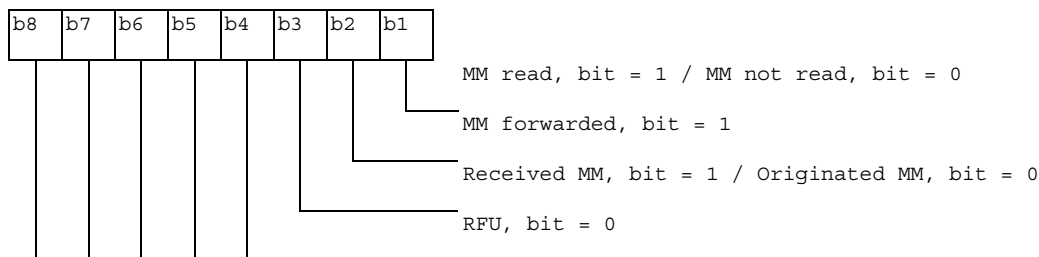 b8 b7 b6 b5 b4 b3 b2 b1
MM read, bit = 1 / MM not read, bit = 0
MM forwarded, bit = 1
Received MM, bit = 1 / Originated MM, bit = 0
RFU, bit = 0